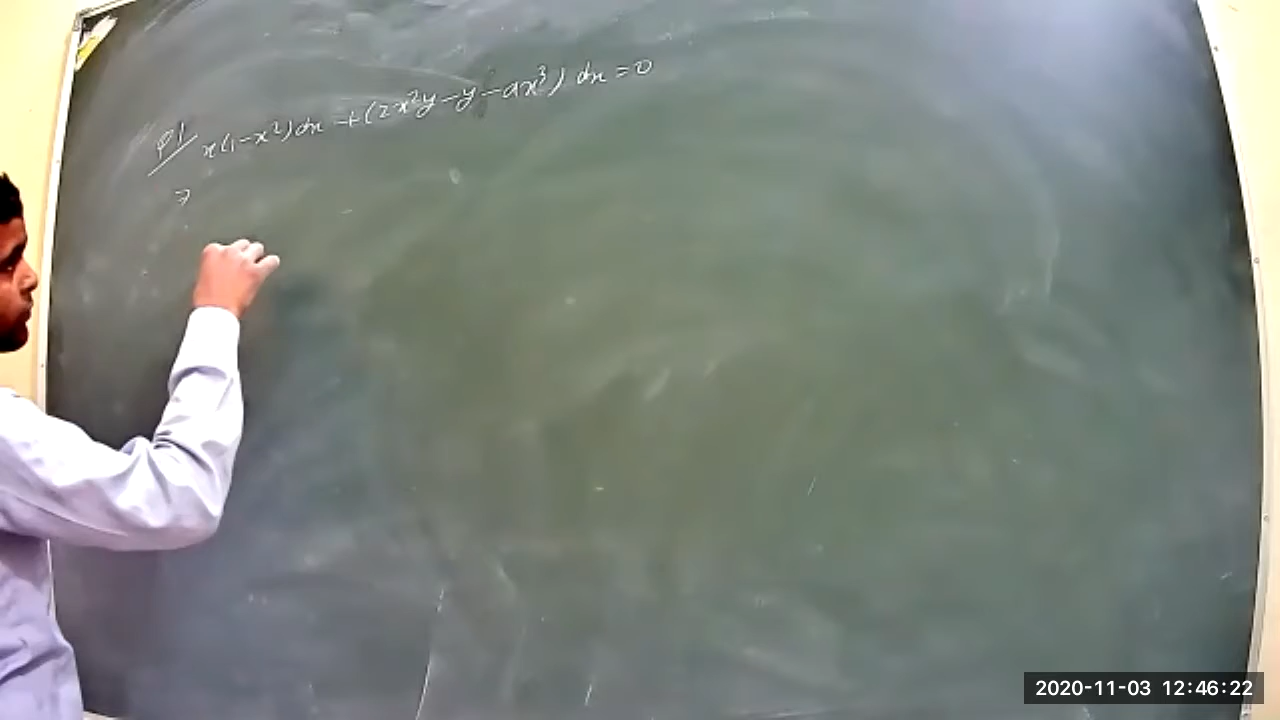 Q1 x(1-x²)dx + (2x²y-y-ax³) dx = 0
⇒
2020-11-03 12:46:22